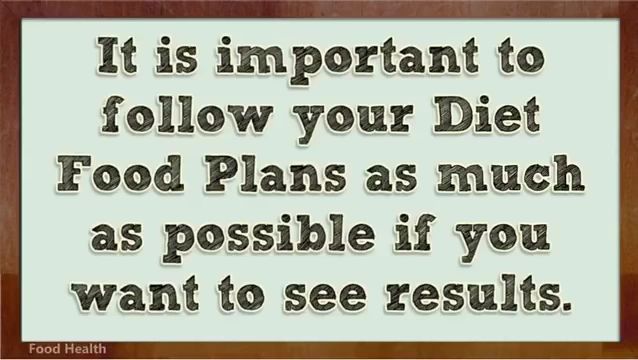 It is important to
follow your Diet
Food Plans as much
as possible if you
want to see results.
Food Health